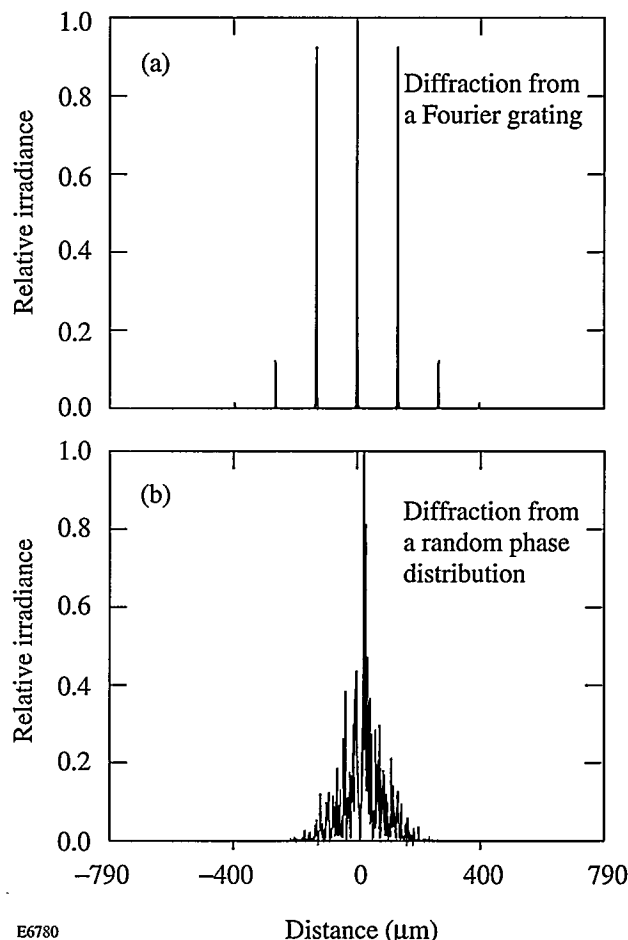 1.0
(a)
Diffraction from
a Fourier grating
0.8
0.6
0.4
0.2
0.0
Relative irradiance
1.0
(b)
Diffraction from
a random phase
distribution
0.8
0.6
0.4
0.2
0.0
Relative irradiance
−790 −400 0 400 790
E6780 Distance (μm)